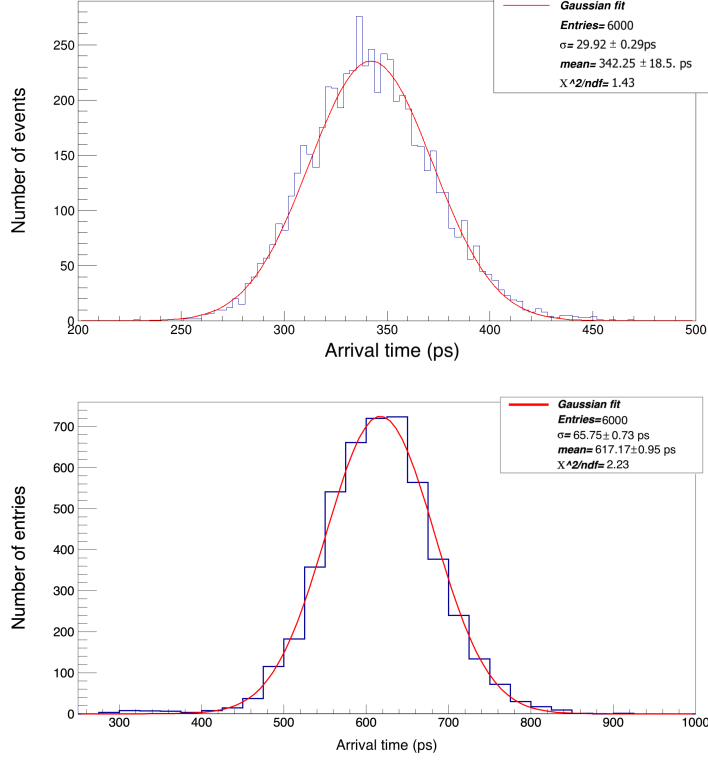 Gaussian fit
Entries= 6000
σ= 29.92 ± 0.29ps
mean= 342.25 ± 18.5. ps
X^2/ndf= 1.43
Number of events
250
200
150
100
50
0
200 250 300 350 400 450 500
Arrival time (ps)
Gaussian fit
Entries= 6000
σ= 65.75± 0.73 ps
mean= 617.17±0.95 ps
X^2/ndf= 2.23
Number of entries
700
600
500
400
300
200
100
0
300 400 500 600 700 800 900 1000
Arrival time (ps)